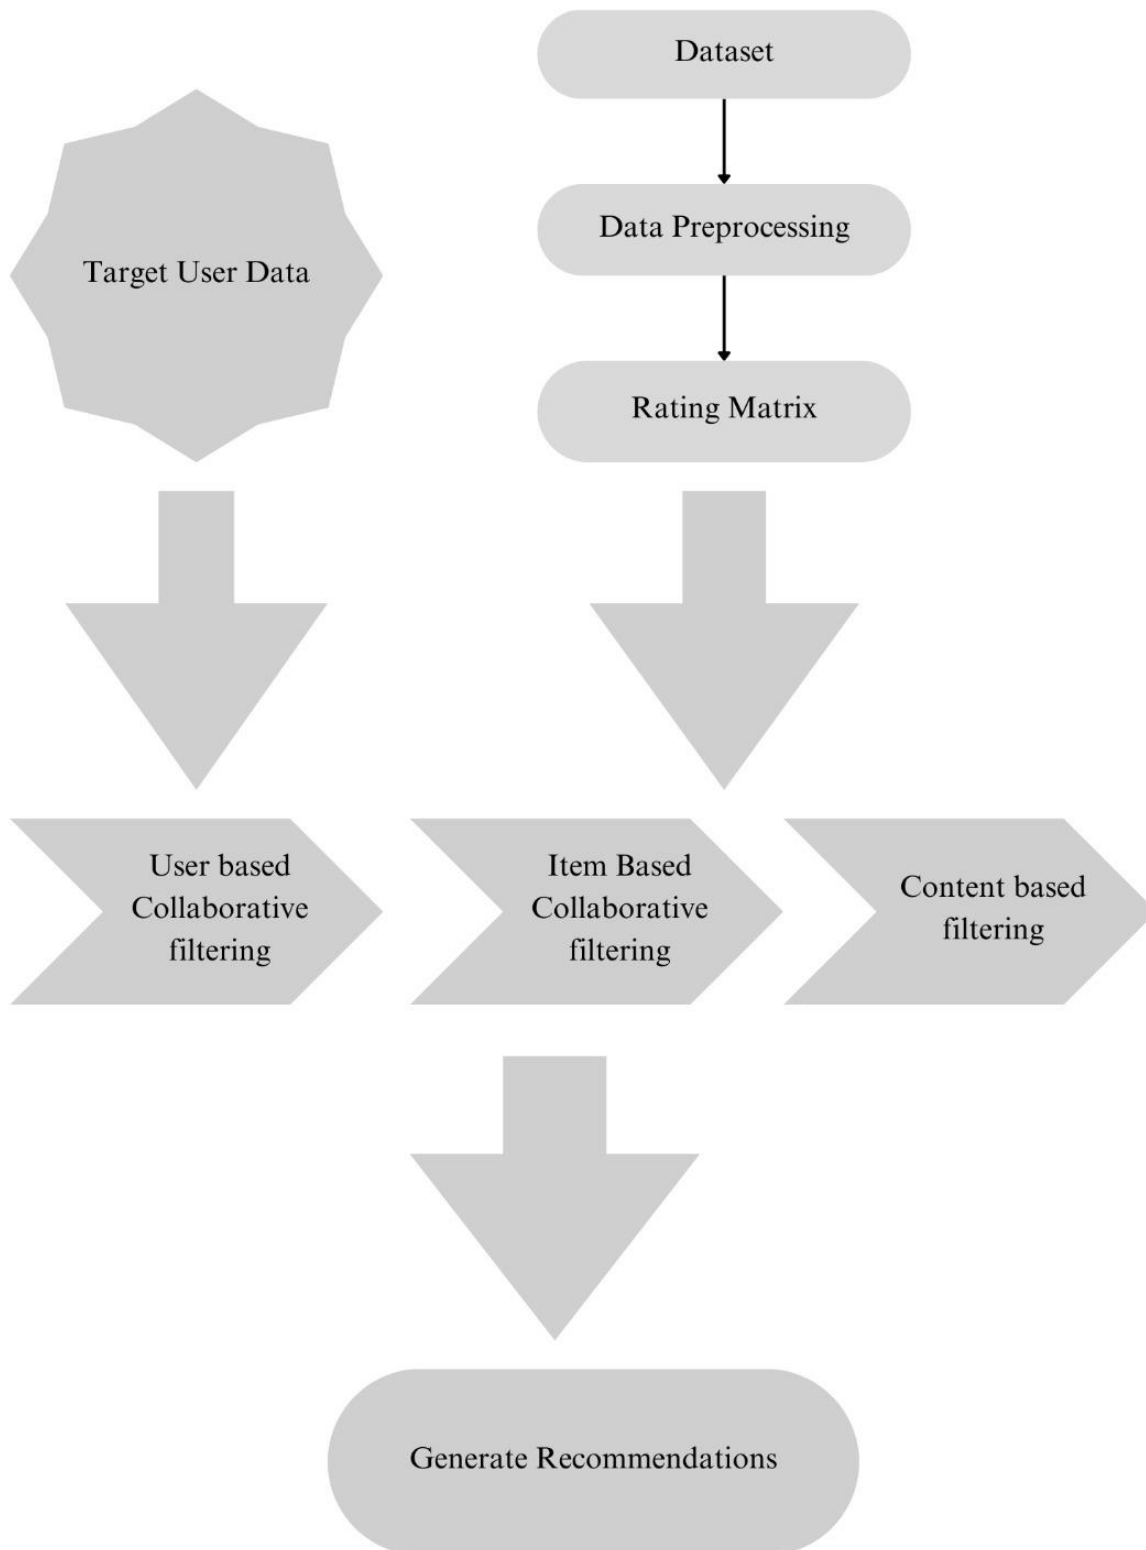 Dataset
Data Preprocessing
Target User Data
Rating Matrix
User based
Collaborative
filtering
Item Based
Collaborative
filtering
Content based
filtering
Generate Recommendations